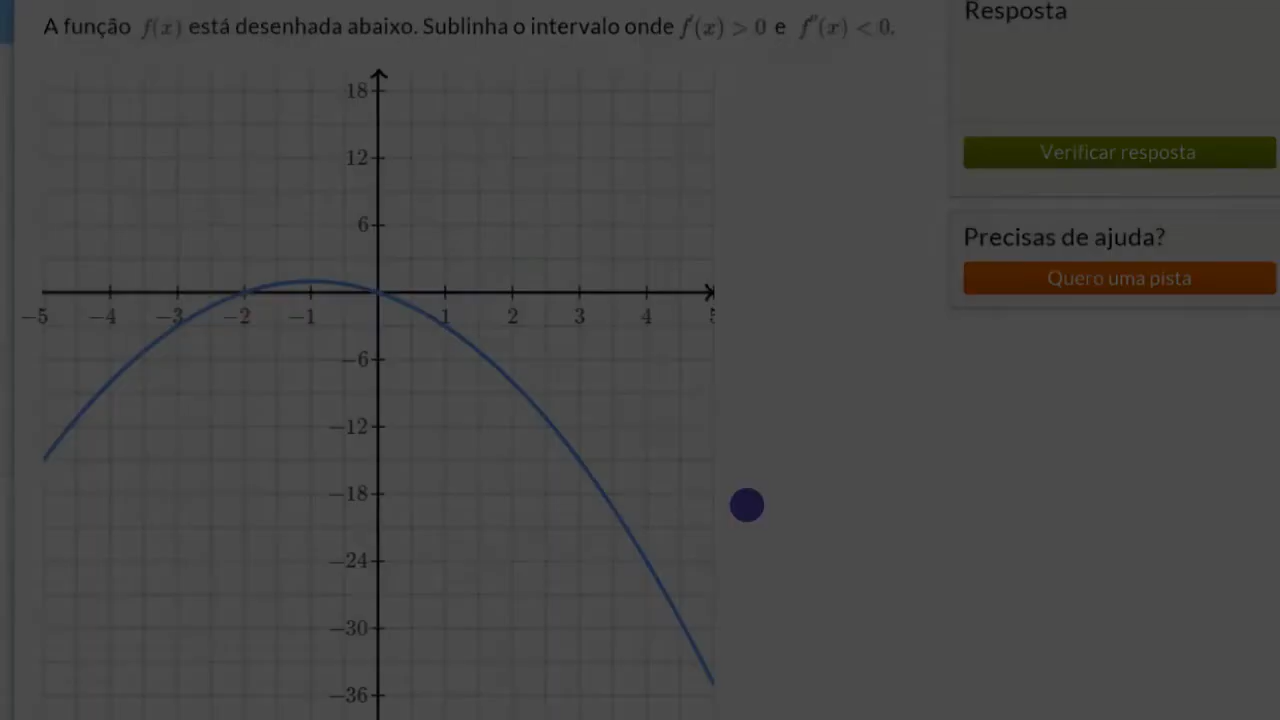 A função f(x) está desenhada abaixo. Sublinha o intervalo onde f'(x) > 0 e f''(x) < 0.
Resposta
Verificar resposta
Precisas de ajuda?
Quero uma pista
18
12
6
−5 −4 −3 −2 −1 1 2 3 4 5
−6
−12
−18
−24
−30
−36